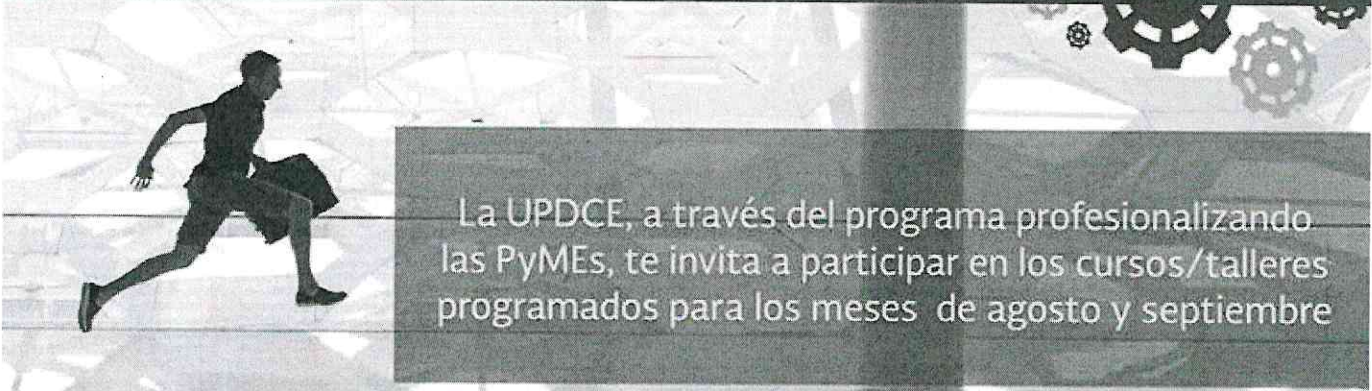 La UPDCE, a través del programa profesionalizando
las PyMEs, te invita a participar en los cursos/talleres
programados para los meses de agosto y septiembre